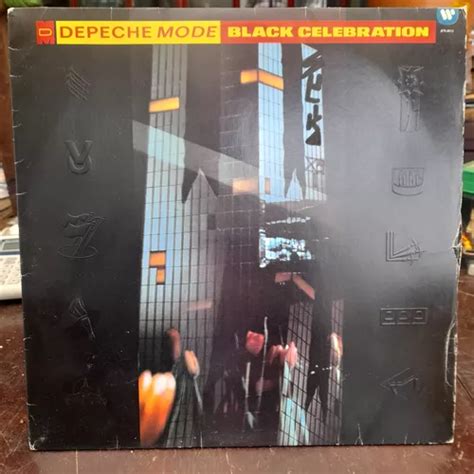 DEPECHE MODE BLACK CELEBRATION